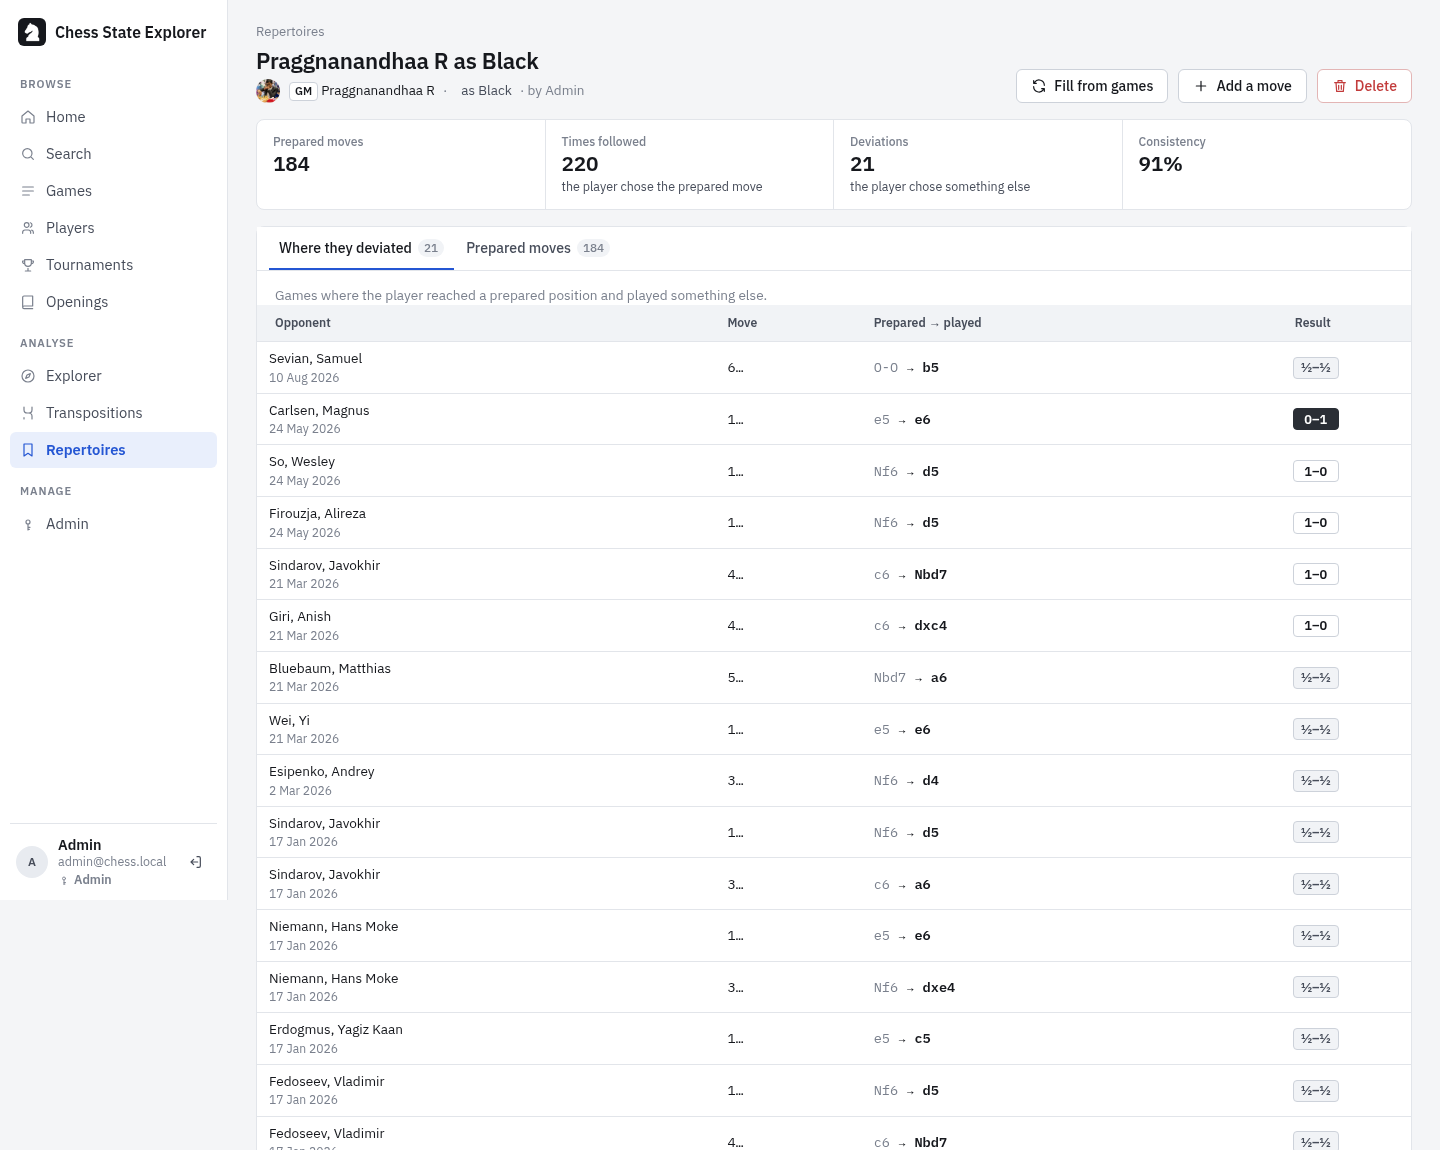 Chess State Explorer
BROWSE
Home
Search
Games
Players
Tournaments
Openings
ANALYSE
Explorer
Transpositions
Repertoires
MANAGE
Admin
A
Admin
admin@chess.local
Admin
Repertoires
Praggnanandhaa R as Black
GM Praggnanandhaa R · as Black · by Admin
Fill from games
Add a move
Delete
Prepared moves
184
Times followed
220
the player chose the prepared move
Deviations
21
the player chose something else
Consistency
91%
Where they deviated 21
Prepared moves 184
Games where the player reached a prepared position and played something else.
Opponent Move Prepared → played Result
Sevian, Samuel
10 Aug 2026
6… O-O → b5 ½–½
Carlsen, Magnus
24 May 2026
1… e5 → e6 0–1
So, Wesley
24 May 2026
1… Nf6 → d5 1–0
Firouzja, Alireza
24 May 2026
1… Nf6 → d5 1–0
Sindarov, Javokhir
21 Mar 2026
4… c6 → Nbd7 1–0
Giri, Anish
21 Mar 2026
4… c6 → dxc4 1–0
Bluebaum, Matthias
21 Mar 2026
5… Nbd7 → a6 ½–½
Wei, Yi
21 Mar 2026
1… e5 → e6 ½–½
Esipenko, Andrey
2 Mar 2026
3… Nf6 → d4 ½–½
Sindarov, Javokhir
17 Jan 2026
1… Nf6 → d5 ½–½
Sindarov, Javokhir
17 Jan 2026
3… c6 → a6 ½–½
Niemann, Hans Moke
17 Jan 2026
1… e5 → e6 ½–½
Niemann, Hans Moke
17 Jan 2026
3… Nf6 → dxe4 ½–½
Erdogmus, Yagiz Kaan
17 Jan 2026
1… e5 → c5 ½–½
Fedoseev, Vladimir
17 Jan 2026
1… Nf6 → d5 ½–½
Fedoseev, Vladimir
17 Jan 2026
4… c6 → Nbd7 ½–½